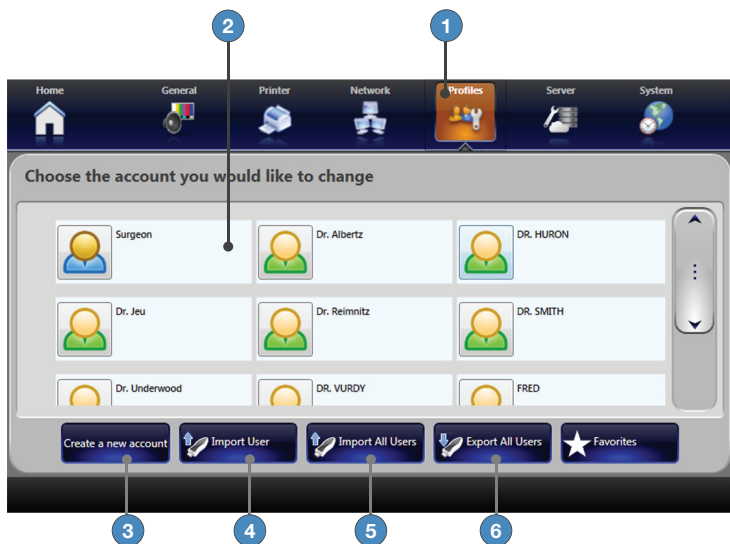 2
1
Home
General
Printer
Network
Profiles
Server
System
Choose the account you would like to change
Surgeon
Dr. Albertz
DR. HURON
Dr. Jeu
Dr. Reimnitz
DR. SMITH
Dr. Underwood
DR. VURDY
FRED
Create a new account
Import User
Import All Users
Export All Users
Favorites
3
4
5
6